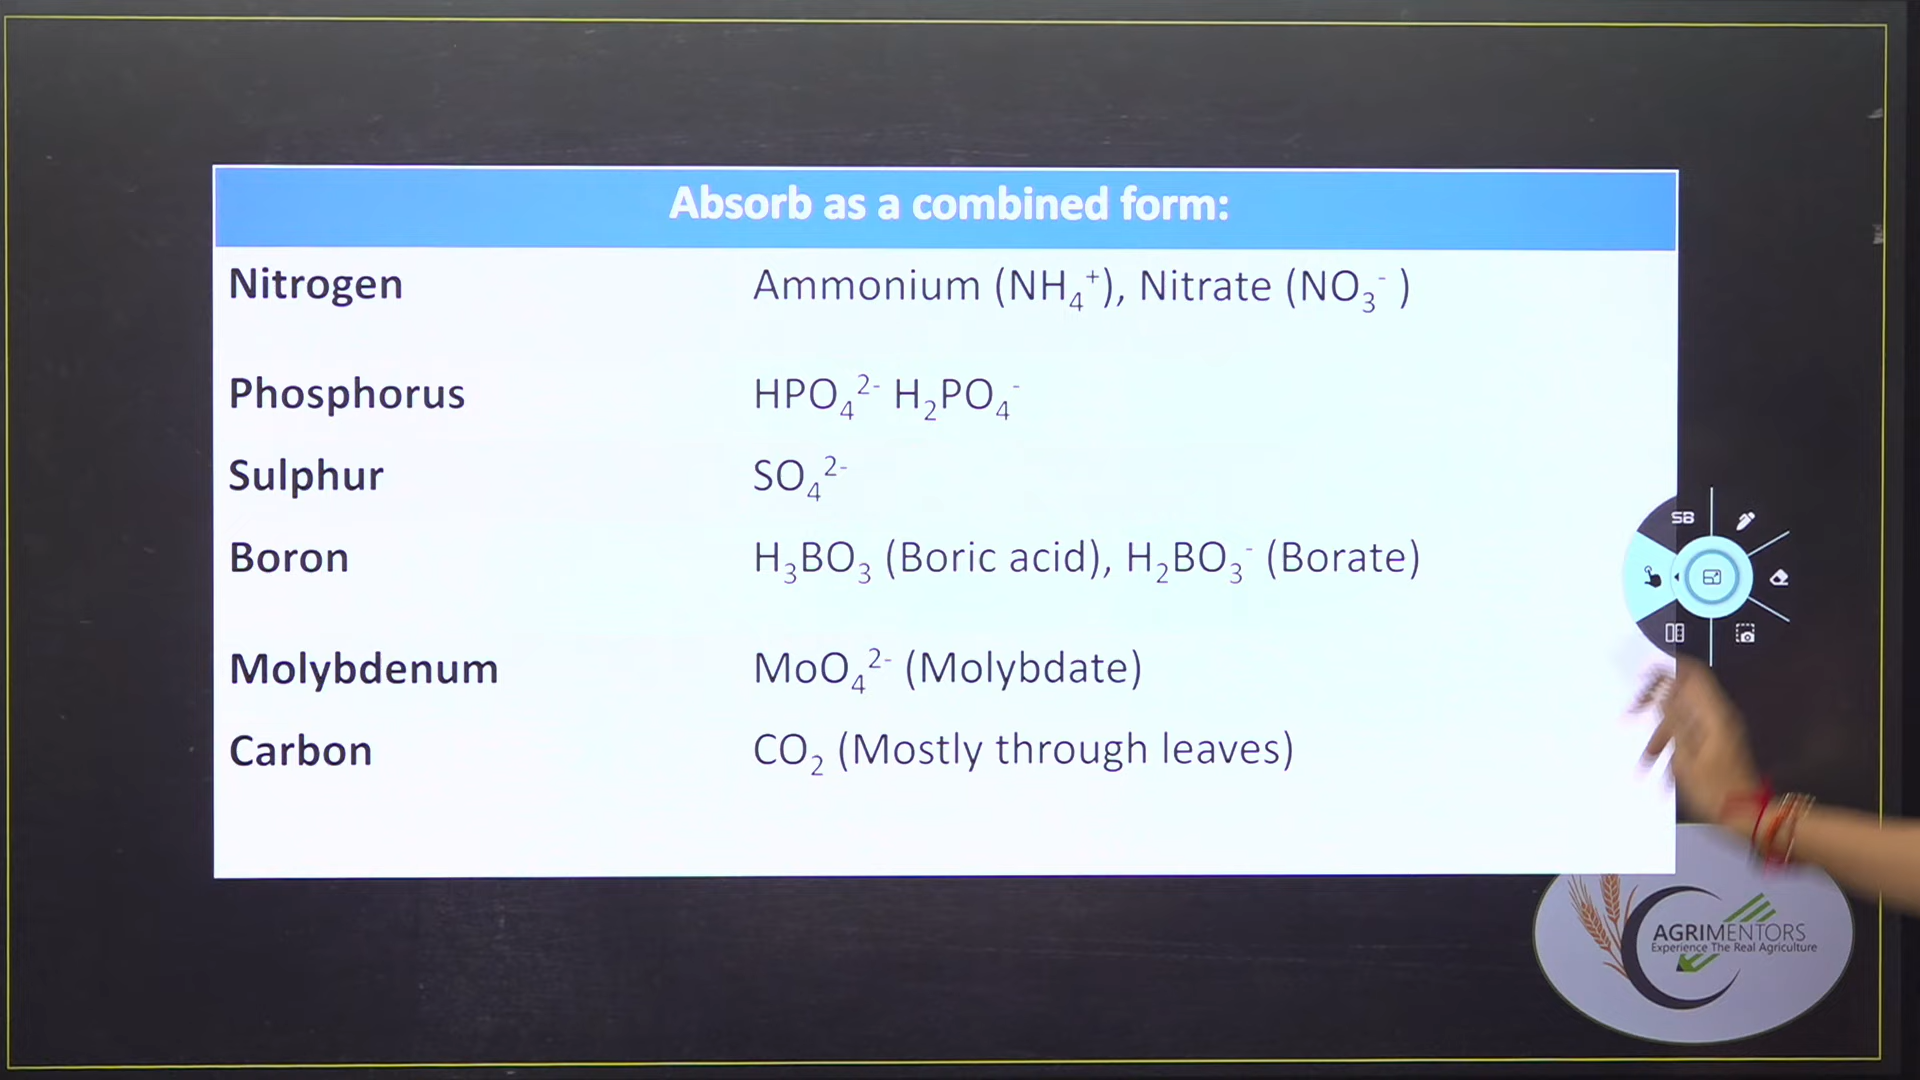 Absorb as a combined form:
Nitrogen Ammonium (NH₄⁺), Nitrate (NO₃⁻ )
Phosphorus HPO₄²⁻ H₂PO₄⁻
Sulphur SO₄²⁻
Boron H₃BO₃ (Boric acid), H₂BO₃⁻ (Borate)
Molybdenum MoO₄²⁻ (Molybdate)
Carbon CO₂ (Mostly through leaves)
SB
AGRIMENTORS
Experience The Real Agriculture